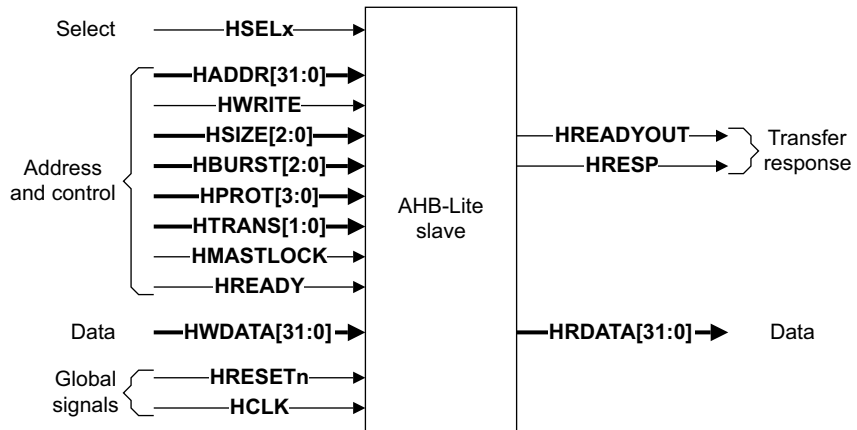 Select
HSELx
HADDR[31:0]
HWRITE
HSIZE[2:0]
HBURST[2:0]
HPROT[3:0]
HTRANS[1:0]
HMASTLOCK
HREADY
Address
and control
Data
HWDATA[31:0]
Global
signals
HRESETn
HCLK
AHB-Lite
slave
HREADYOUT
HRESP
Transfer
response
HRDATA[31:0]
Data